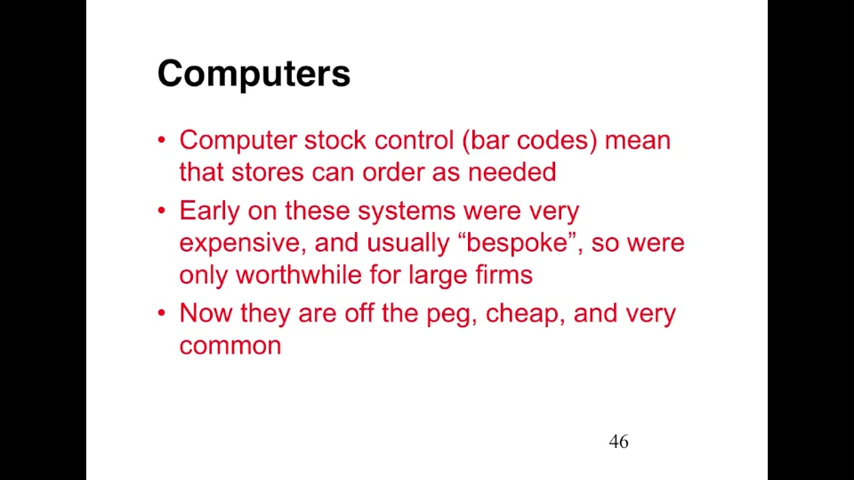 Computers
• Computer stock control (bar codes) mean
that stores can order as needed
• Early on these systems were very
expensive, and usually “bespoke”, so were
only worthwhile for large firms
• Now they are off the peg, cheap, and very
common
46